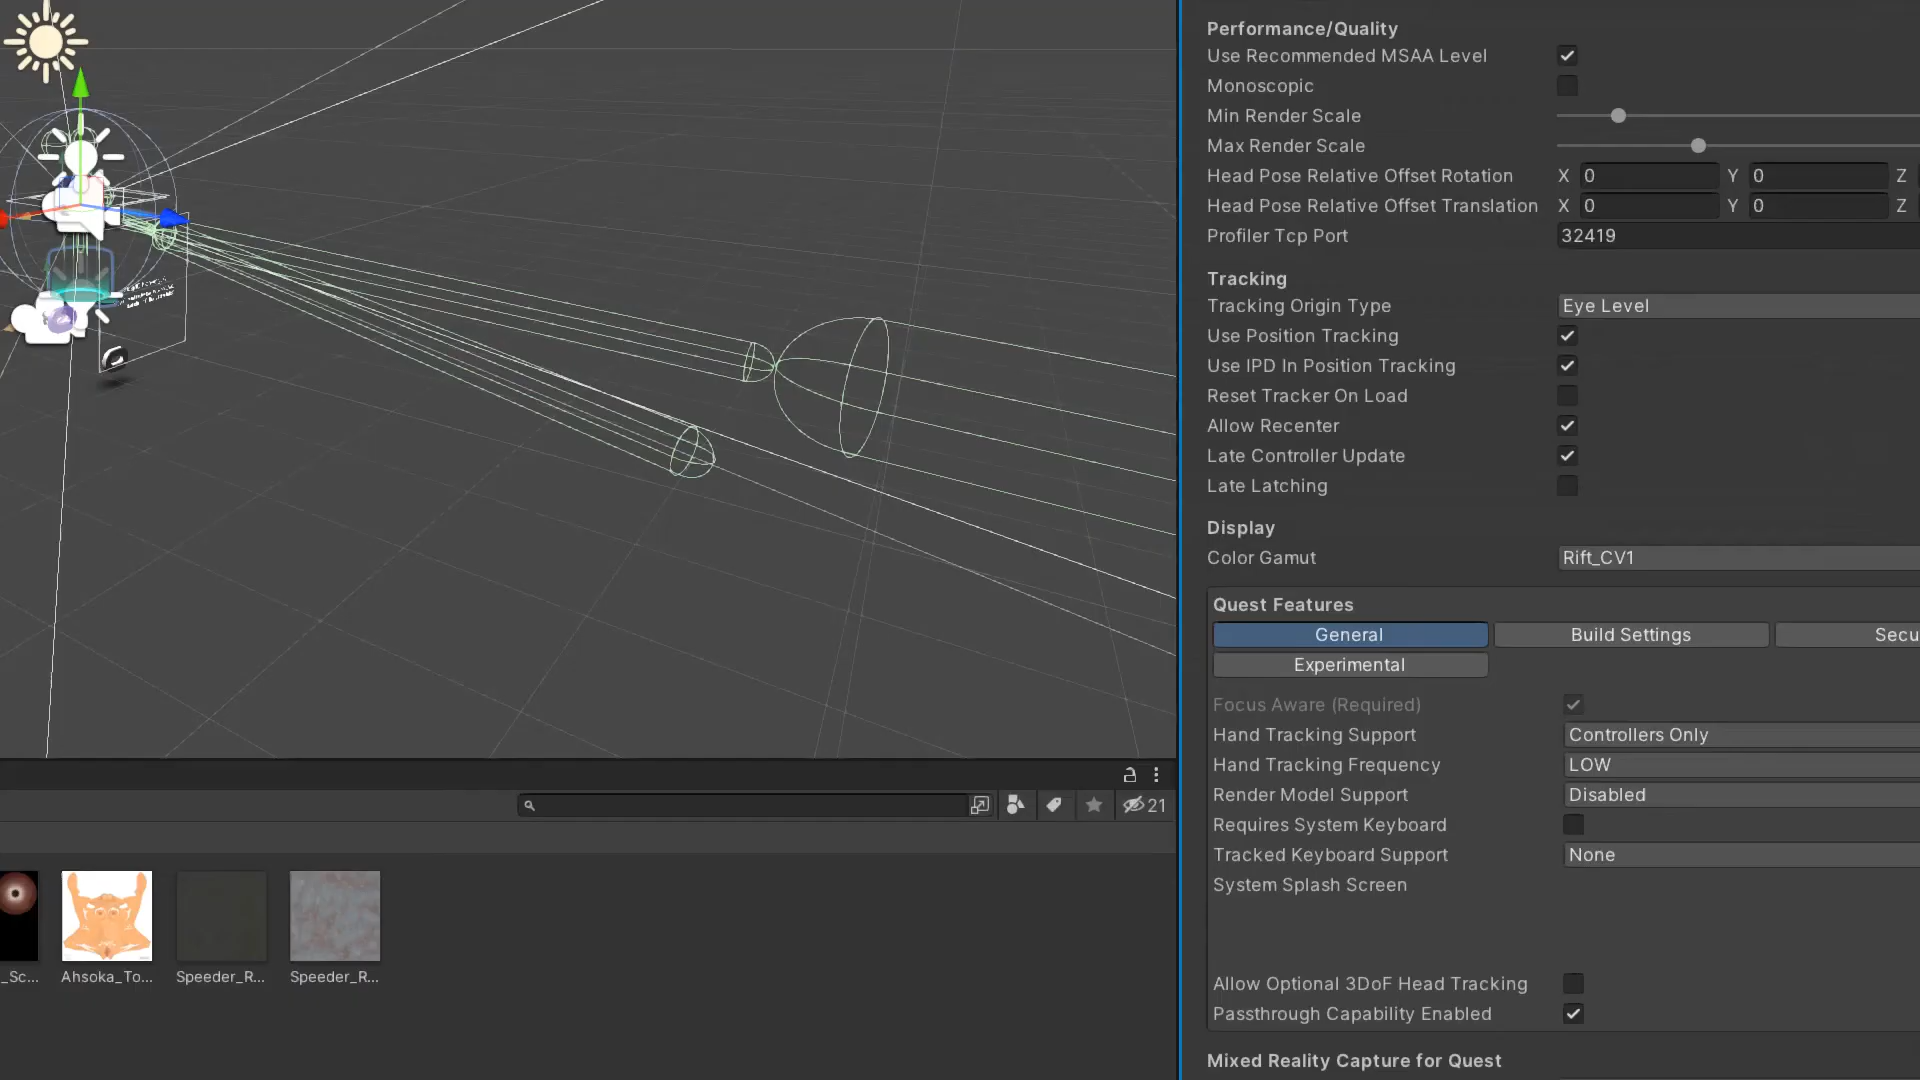 Performance/Quality
Use Recommended MSAA Level
Monoscopic
Min Render Scale
Max Render Scale
Head Pose Relative Offset Rotation X 0 Y 0 Z
Head Pose Relative Offset Translation X 0 Y 0 Z
Profiler Tcp Port 32419
Tracking
Tracking Origin Type Eye Level
Use Position Tracking
Use IPD In Position Tracking
Reset Tracker On Load
Allow Recenter
Late Controller Update
Late Latching
Display
Color Gamut Rift_CV1
Quest Features
General Build Settings Secu
Experimental
Focus Aware (Required)
Hand Tracking Support Controllers Only
Hand Tracking Frequency LOW
Render Model Support Disabled
Requires System Keyboard
Tracked Keyboard Support None
System Splash Screen
Allow Optional 3DoF Head Tracking
Passthrough Capability Enabled
Mixed Reality Capture for Quest
21
_Sc... Ahsoka_To... Speeder_R... Speeder_R...